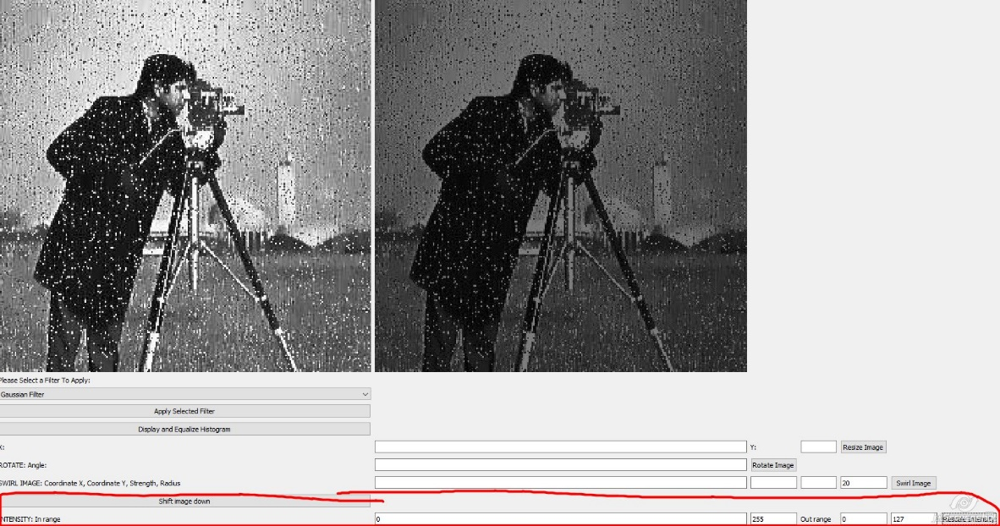 Please Select a Filter To Apply:
Gaussian Filter
Apply Selected Filter
Display and Equalize Histogram
X: Y: Resize Image
ROTATE: Angle: Rotate Image
SWIRL IMAGE: Coordinate X, Coordinate Y, Strength, Radius 20 Swirl Image
Shift image down
INTENSITY: In range 0 255 Out range 0 127 Rescale Intensity